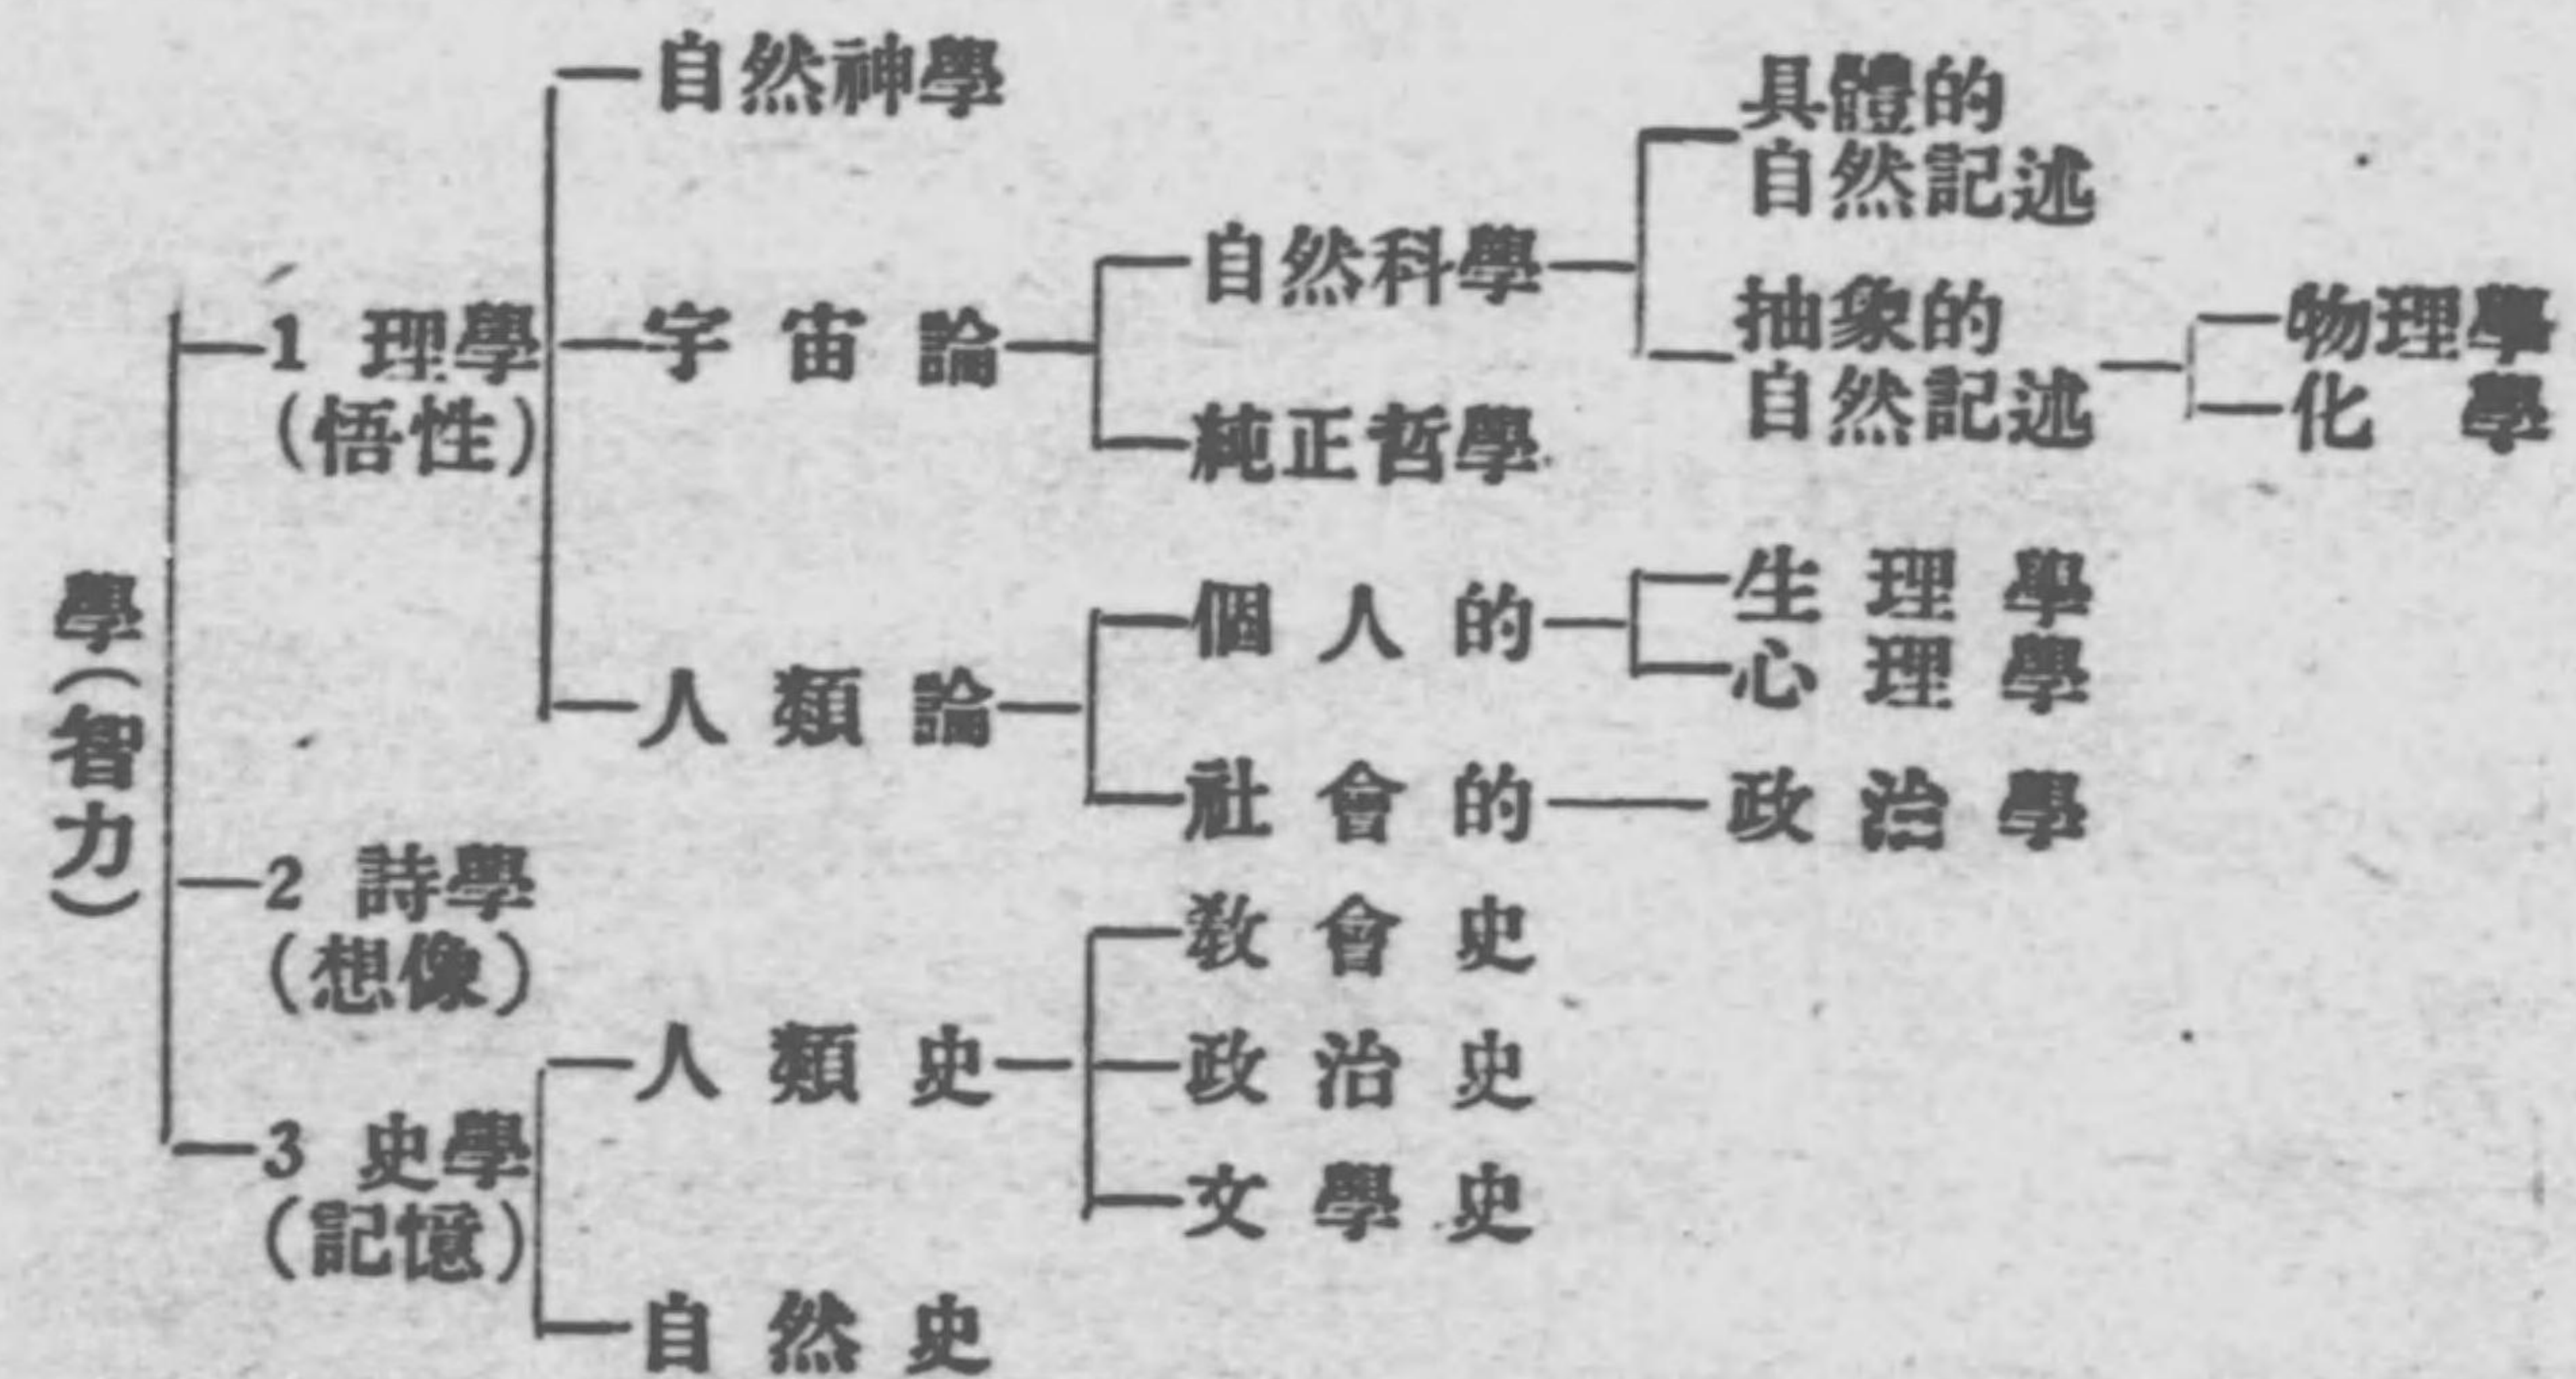 學(智力)
1 理學
(悟性)
自然神學
宇宙論
自然科學
具體的
自然記述
抽象的
自然記述
物理學
化學
純正哲學
人類論
個人的
生理學
心理學
社會的
政治學
2 詩學
(想像)
3 史學
(記憶)
人類史
敎會史
政治史
文學史
自然史